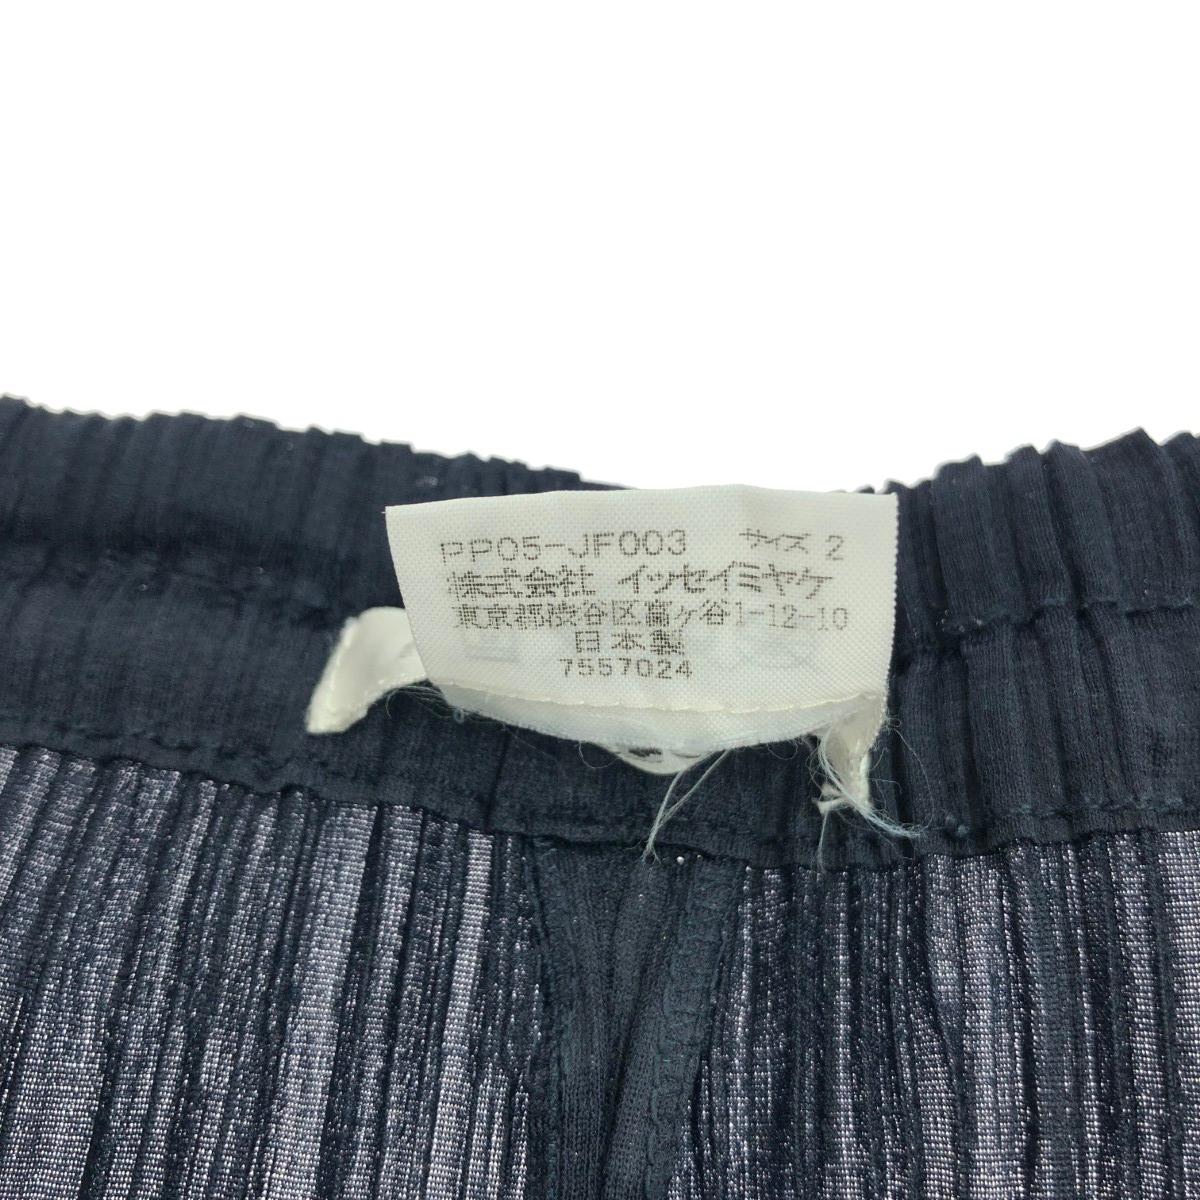 PP05-JF003 サイズ 2
株式会社 イッセイミヤケ
東京都渋谷区富ヶ谷1-12-10
日本製
7557024